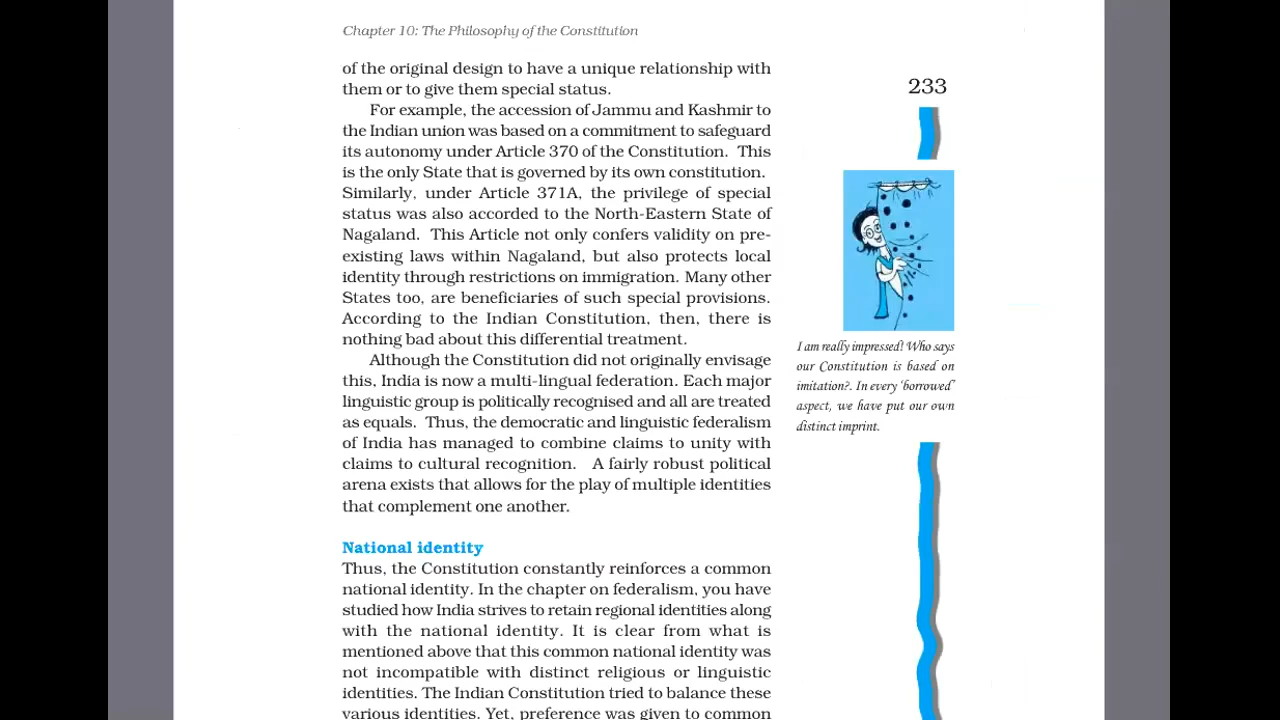 Chapter 10: The Philosophy of the Constitution
of the original design to have a unique relationship with
them or to give them special status.
For example, the accession of Jammu and Kashmir to
the Indian union was based on a commitment to safeguard
its autonomy under Article 370 of the Constitution. This
is the only State that is governed by its own constitution.
Similarly, under Article 371A, the privilege of special
status was also accorded to the North-Eastern State of
Nagaland. This Article not only confers validity on pre-
existing laws within Nagaland, but also protects local
identity through restrictions on immigration. Many other
States too, are beneficiaries of such special provisions.
According to the Indian Constitution, then, there is
nothing bad about this differential treatment.
Although the Constitution did not originally envisage
this, India is now a multi-lingual federation. Each major
linguistic group is politically recognised and all are treated
as equals. Thus, the democratic and linguistic federalism
of India has managed to combine claims to unity with
claims to cultural recognition. A fairly robust political
arena exists that allows for the play of multiple identities
that complement one another.
National identity
Thus, the Constitution constantly reinforces a common
national identity. In the chapter on federalism, you have
studied how India strives to retain regional identities along
with the national identity. It is clear from what is
mentioned above that this common national identity was
not incompatible with distinct religious or linguistic
identities. The Indian Constitution tried to balance these
various identities. Yet, preference was given to common
233
I am really impressed! Who says
our Constitution is based on
imitation?. In every ‘borrowed’
aspect, we have put our own
distinct imprint.